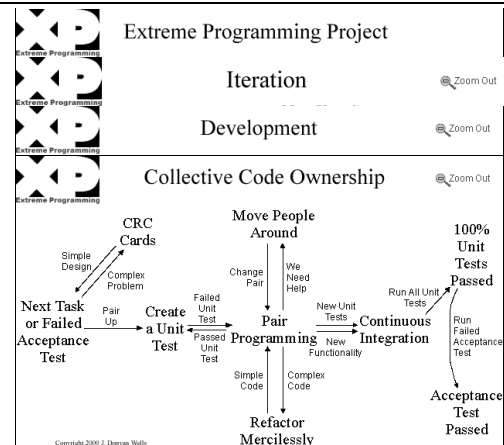 XP
Extreme Programming
Extreme Programming Project
XP
Extreme Programming
Iteration
Zoom Out
XP
Development
Zoom Out
XP
Extreme Programming
Collective Code Ownership
Zoom Out
CRC
Cards
Move People
Around
100%
Unit
Tests
Passed
Simple
Design
Complex
Problem
Change
Pair
We
Need
Help
Run All Unit
Tests
Next Task
or Failed
Acceptance
Test
Pair
Up
Create
a Unit
Test
Failed
Unit
Test
Passed
Unit
Test
Pair
Programming
New Unit
Tests
New
Functionality
Continuous
Integration
Run
Failed
Acceptance
Test
Simple
Code
Complex
Code
Acceptance
Test
Passed
Refactor
Mercilessly
Copyright 2000 J. Donvan Wells